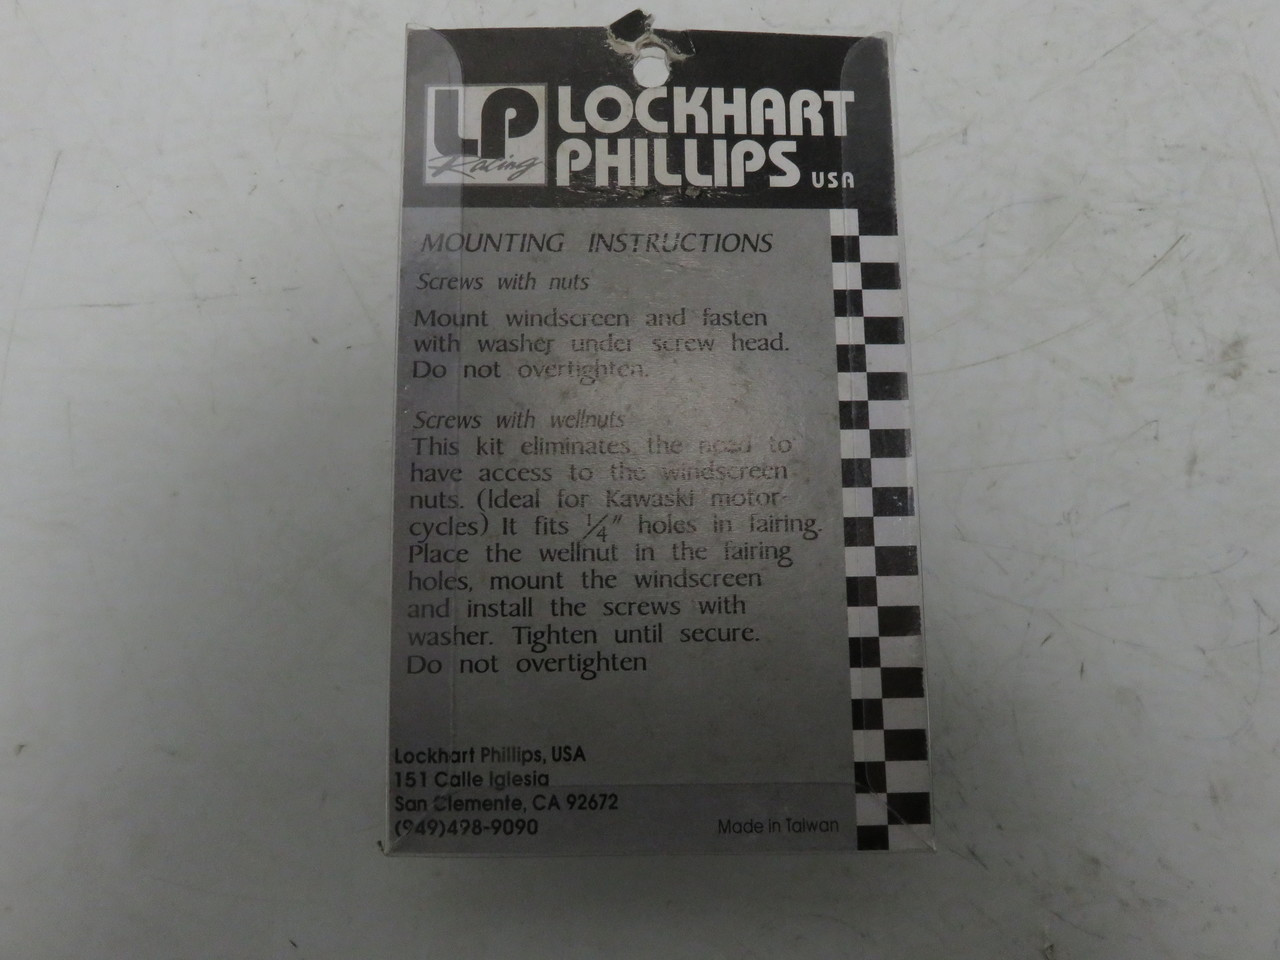 LP
Racing
LOCKHART
PHILLIPS USA
MOUNTING INSTRUCTIONS
Screws with nuts
Mount windscreen and fasten
with washer under screw head.
Do not overtighten.
Screws with wellnuts
This kit eliminates the need to
have access to the windscreen
nuts. (Ideal for Kawaski motor-
cycles) It fits 1/4" holes in fairing.
Place the wellnut in the fairing
holes, mount the windscreen
and install the screws with
washer. Tighten until secure.
Do not overtighten
Lockhart Phillips, USA
151 Calle Iglesia
San Clemente, CA 92672
(949)498-9090
Made in Taiwan